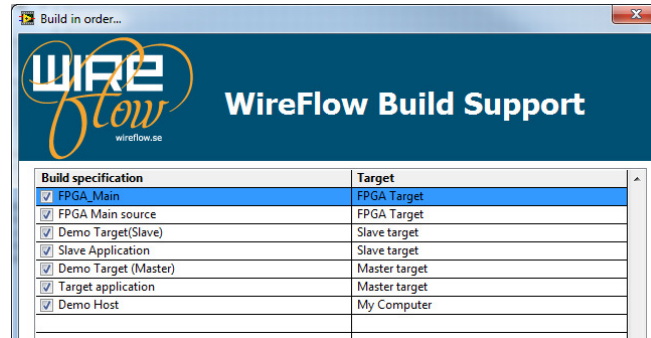 Build in order...
WIRE
flow
wireflow.se
WireFlow Build Support
Build specification Target
FPGA_Main FPGA Target
FPGA Main source FPGA Target
Demo Target(Slave) Slave target
Slave Application Slave target
Demo Target (Master) Master target
Target application Master target
Demo Host My Computer